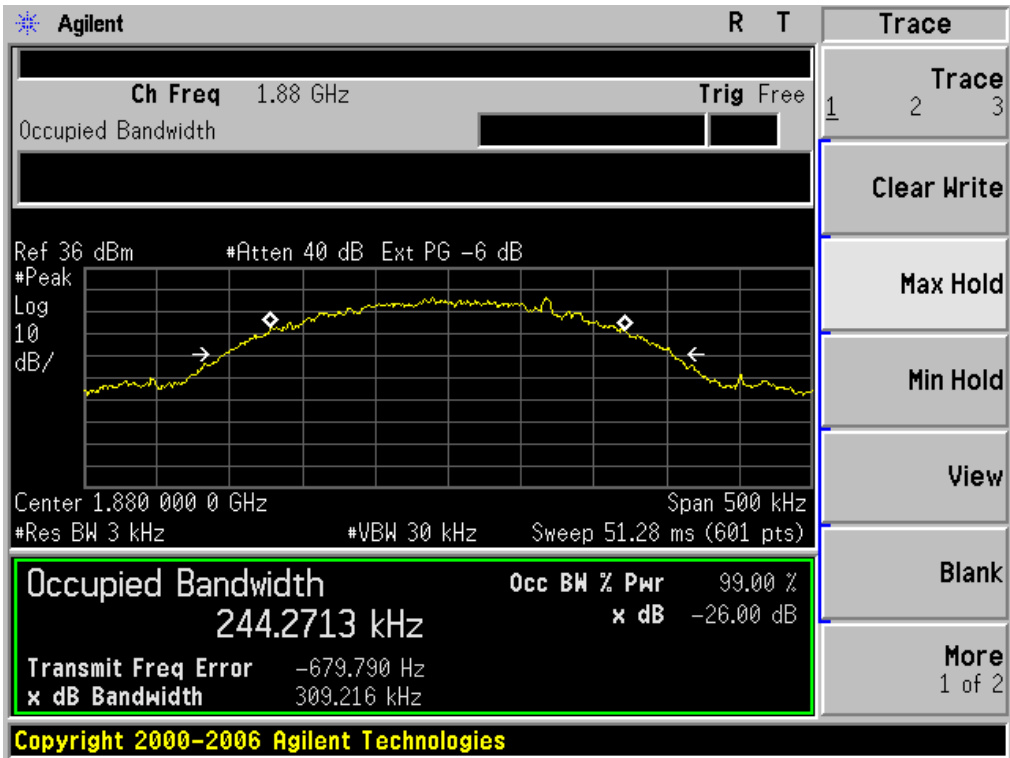 Agilent R T
Ch Freq 1.88 GHz Trig Free
Occupied Bandwidth
Ref 36 dBm #Atten 40 dB Ext PG -6 dB
#Peak
Log
10
dB/
Center 1.880 000 0 GHz Span 500 kHz
#Res BW 3 kHz #VBW 30 kHz Sweep 51.28 ms (601 pts)
Occupied Bandwidth
244.2713 kHz
Occ BW % Pwr 99.00 %
x dB -26.00 dB
Transmit Freq Error -679.790 Hz
x dB Bandwidth 309.216 kHz
Copyright 2000-2006 Agilent Technologies
Trace
Trace
1 2 3
Clear Write
Max Hold
Min Hold
View
Blank
More
1 of 2